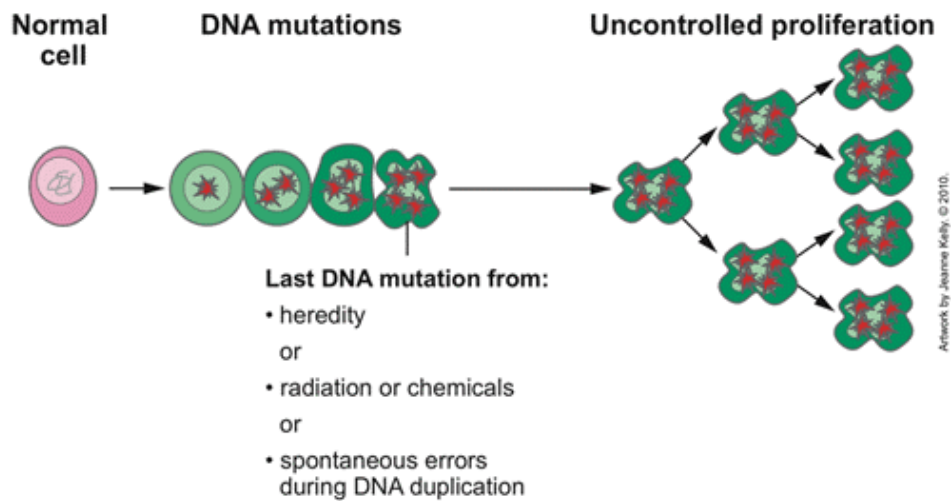 Normal
cell
DNA mutations
Uncontrolled proliferation
Last DNA mutation from:
• heredity
or
• radiation or chemicals
or
• spontaneous errors
during DNA duplication
Artwork by Jeanne Kelly. © 2010.